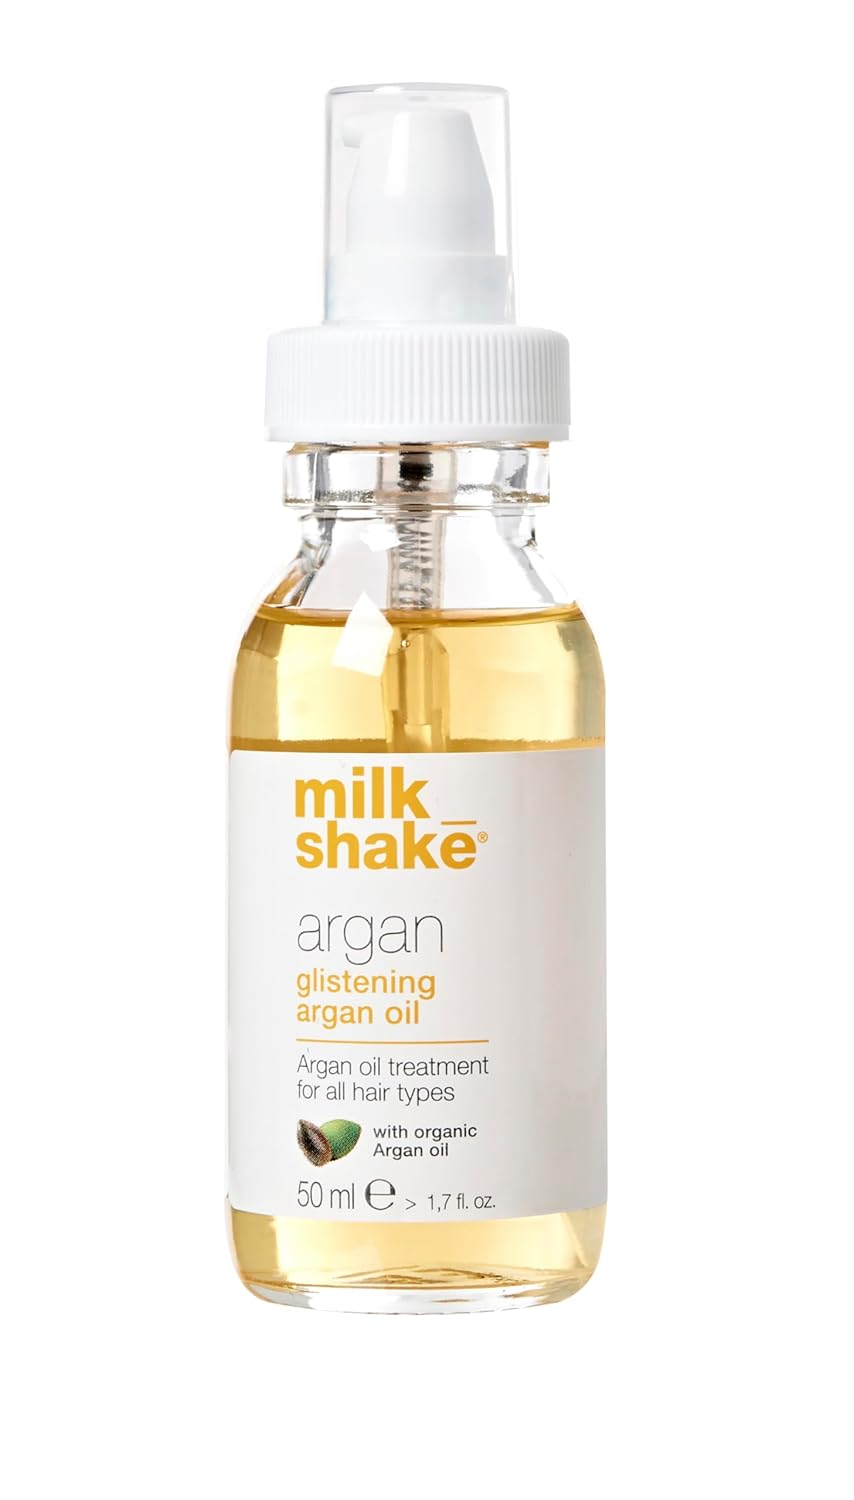 milk_
shake®
argan
glistening
argan oil
Argan oil treatment
for all hair types
with organic
Argan oil
50 ml ℮ > 1,7 fl. oz.